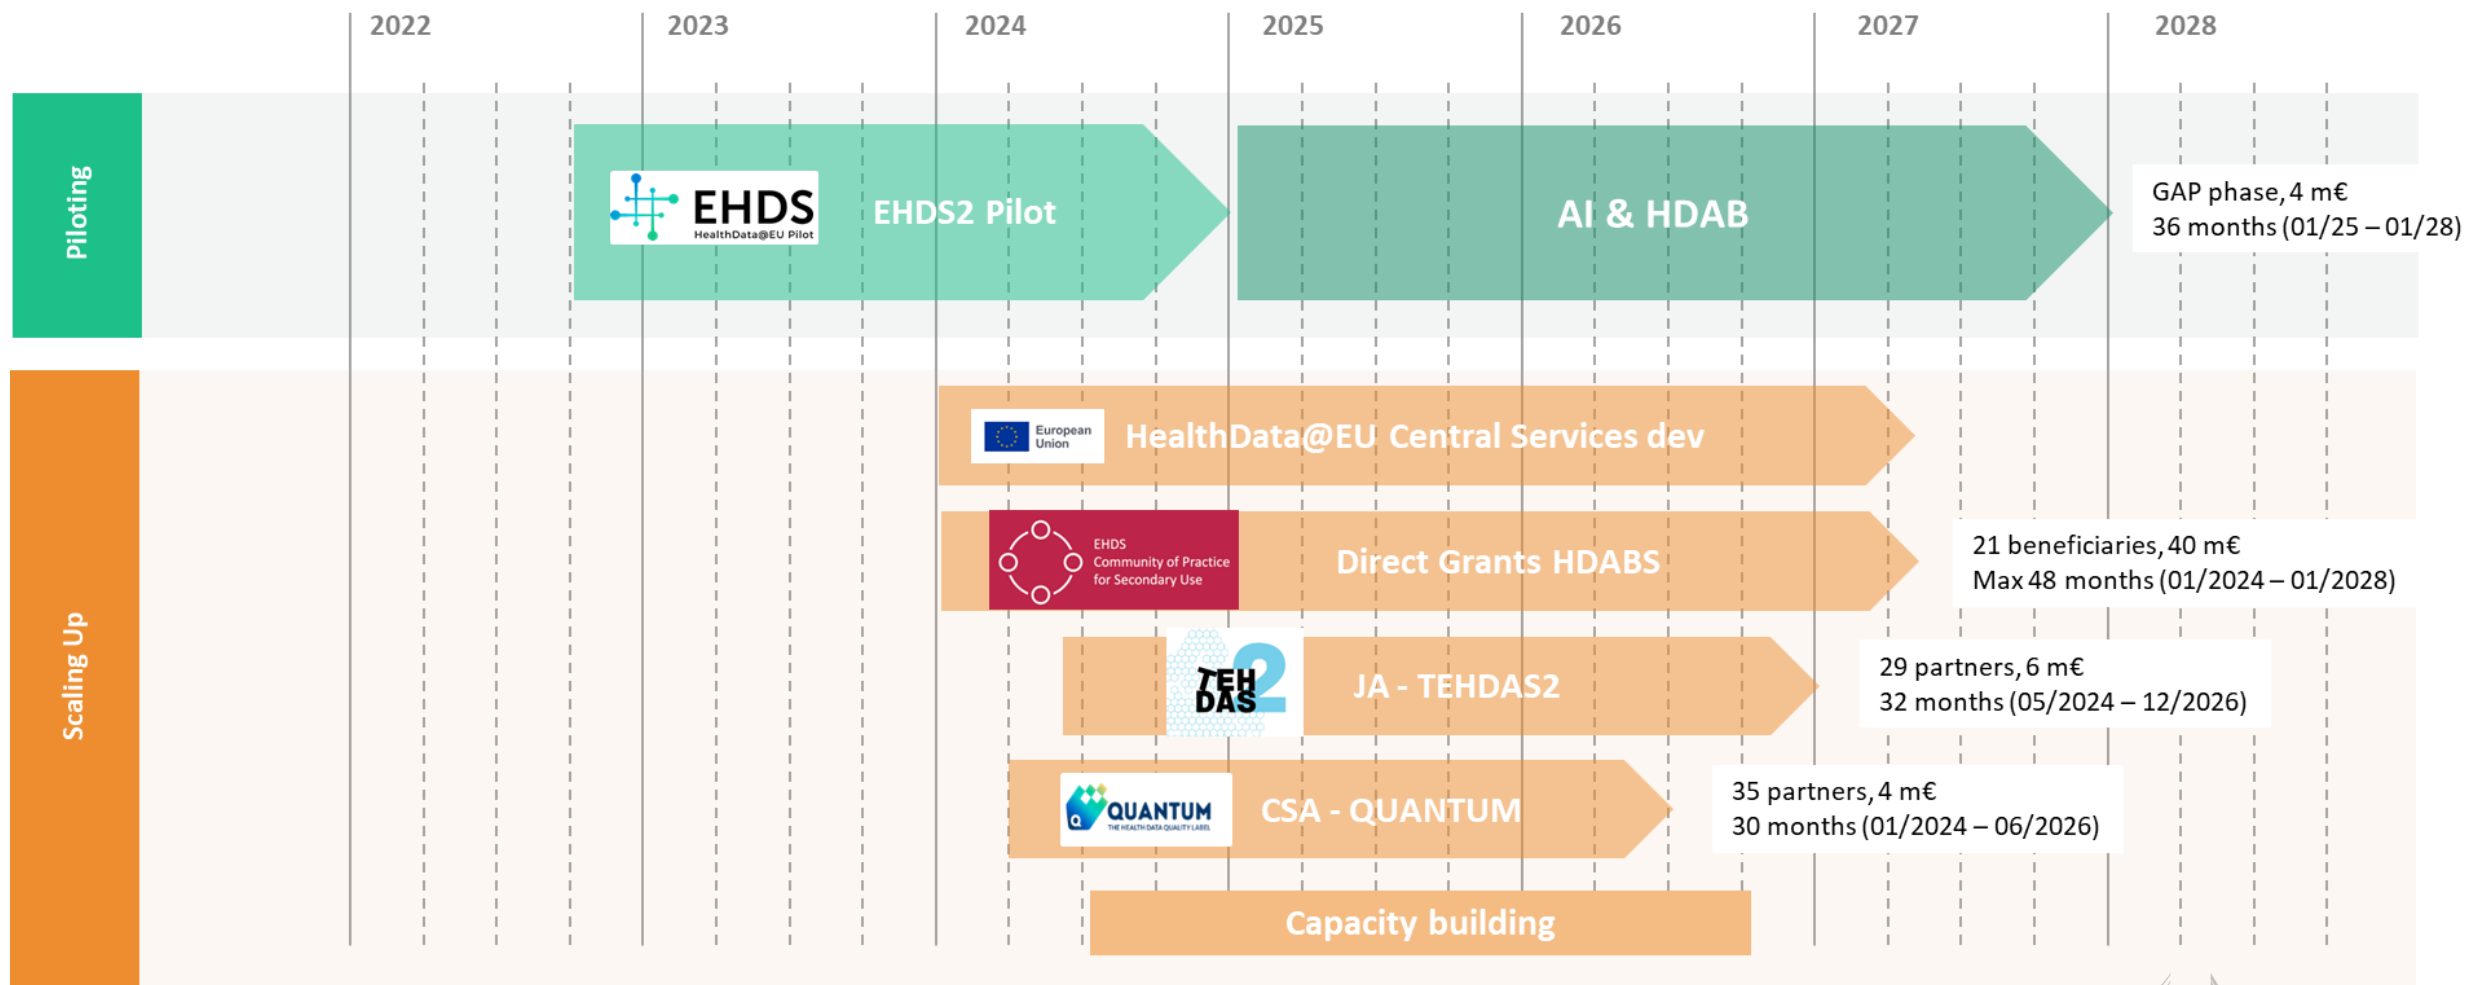 2022
2023
2024
2025
2026
2027
2028
Piloting
EHDS
HealthData@EU Pilot
EHDS2 Pilot
AI & HDAB
GAP phase, 4 m€
36 months (01/25 – 01/28)
Scaling Up
European
Union
HealthData@EU Central Services dev
EHDS
Community of Practice
for Secondary Use
Direct Grants HDABS
21 beneficiaries, 40 m€
Max 48 months (01/2024 – 01/2028)
TEH
DAS
2
JA - TEHDAS2
29 partners, 6 m€
32 months (05/2024 – 12/2026)
Q
QUANTUM
THE HEALTH DATA QUALITY LABEL
CSA - QUANTUM
35 partners, 4 m€
30 months (01/2024 – 06/2026)
Capacity building